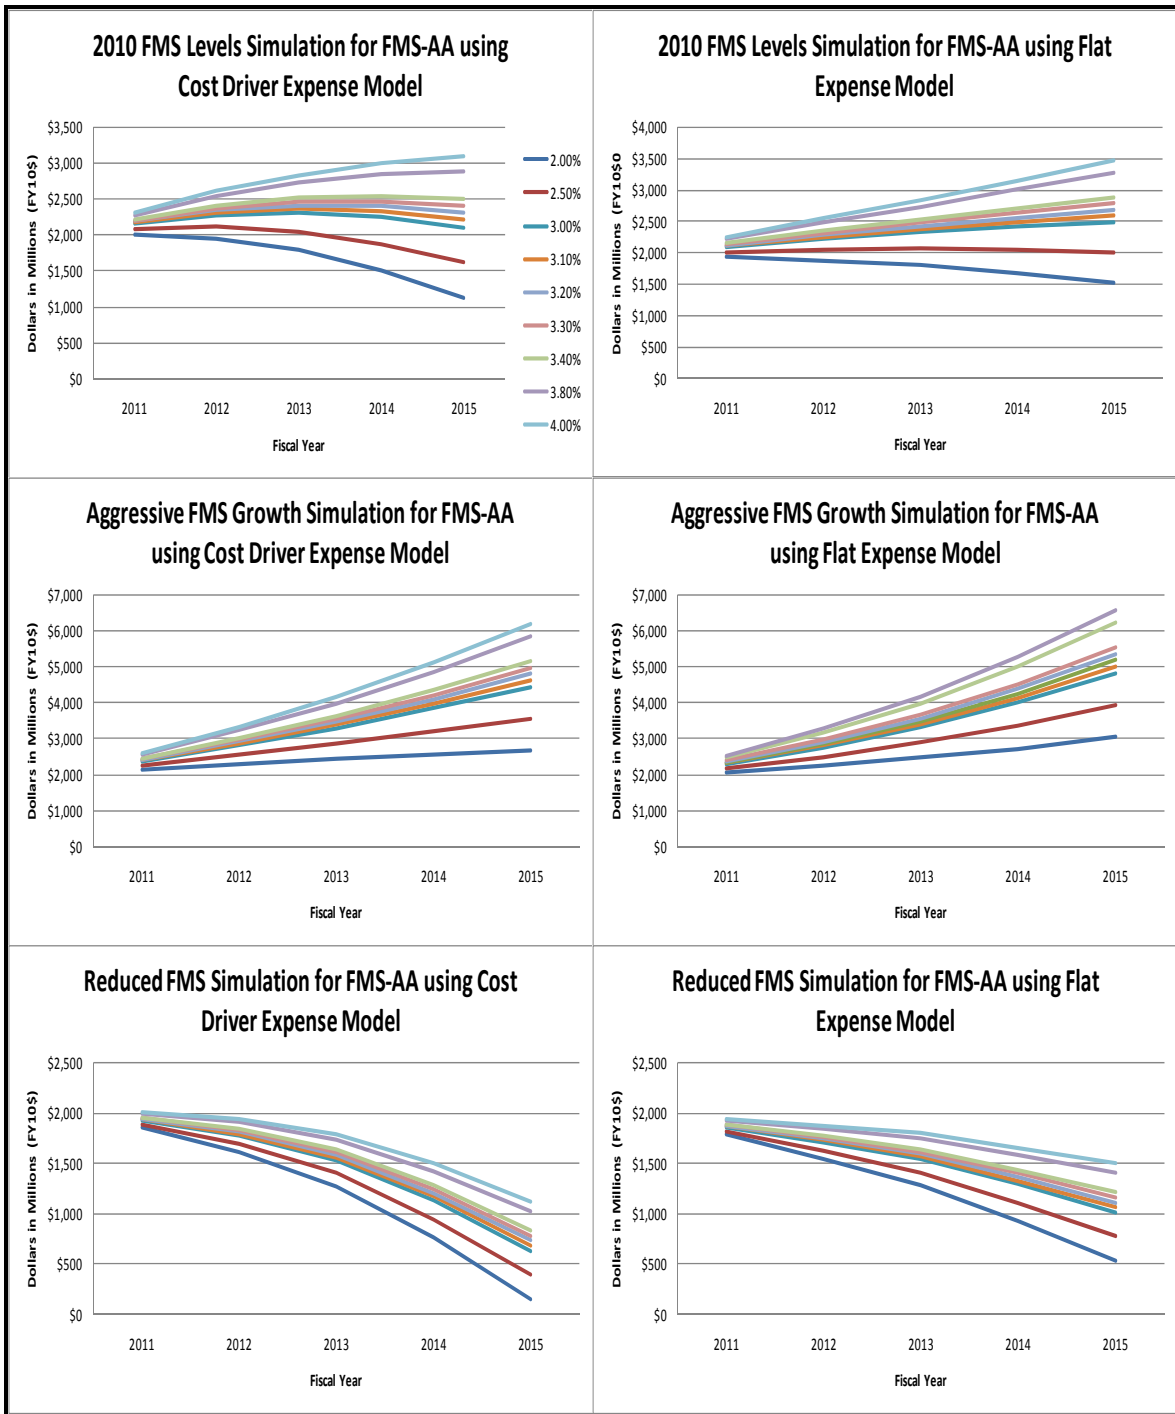 2010 FMS Levels Simulation for FMS-AA using
Cost Driver Expense Model
$3,500
$3,000
$2,500
$2,000
$1,500
$1,000
$500
$0
Dollars in Millions (FY10$)
2011 2012 2013 2014 2015
Fiscal Year
2.00%
2.50%
3.00%
3.10%
3.20%
3.30%
3.40%
3.80%
4.00%
2010 FMS Levels Simulation for FMS-AA using Flat
Expense Model
$4,000
$3,500
$3,000
$2,500
$2,000
$1,500
$1,000
$500
$0
Dollars in Millions (FY10$0
2011 2012 2013 2014 2015
Fiscal Year
Aggressive FMS Growth Simulation for FMS-AA
using Cost Driver Expense Model
$7,000
$6,000
$5,000
$4,000
$3,000
$2,000
$1,000
$0
Dollars in Millions (FY10$)
2011 2012 2013 2014 2015
Fiscal Year
Aggressive FMS Growth Simulation for FMS-AA
using Flat Expense Model
$7,000
$6,000
$5,000
$4,000
$3,000
$2,000
$1,000
$0
Dollars in Millions (FY10$)
2011 2012 2013 2014 2015
Fiscal Year
Reduced FMS Simulation for FMS-AA using Cost
Driver Expense Model
$2,500
$2,000
$1,500
$1,000
$500
$0
Dollars in Millions (FY10$)
2011 2012 2013 2014 2015
Fiscal Year
Reduced FMS Simulation for FMS-AA using Flat
Expense Model
$2,500
$2,000
$1,500
$1,000
$500
$0
Dollars in Millions (FY10$)
2011 2012 2013 2014 2015
Fiscal Year